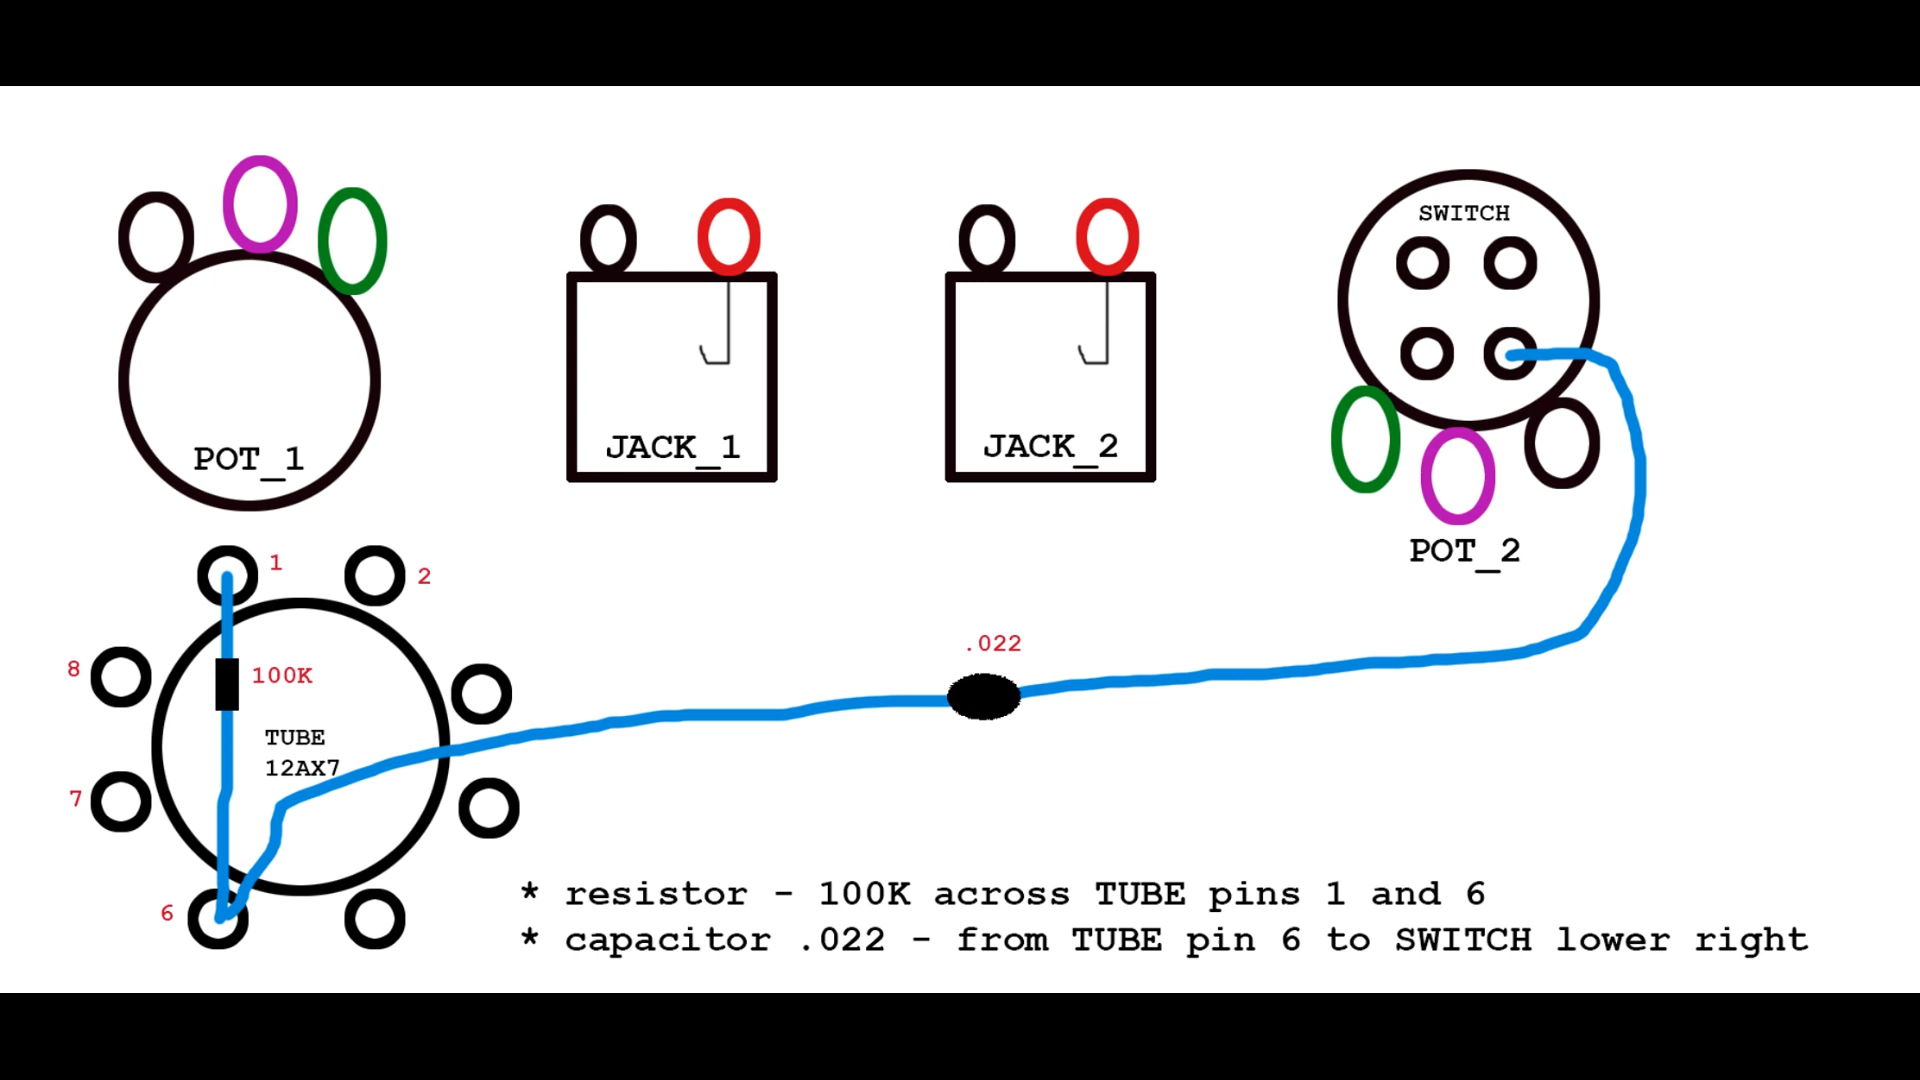 SWITCH
POT_1
JACK_1
JACK_2
POT_2
1
2
.022
8
100K
TUBE
12AX7
7
6
* resistor - 100K across TUBE pins 1 and 6
* capacitor .022 - from TUBE pin 6 to SWITCH lower right